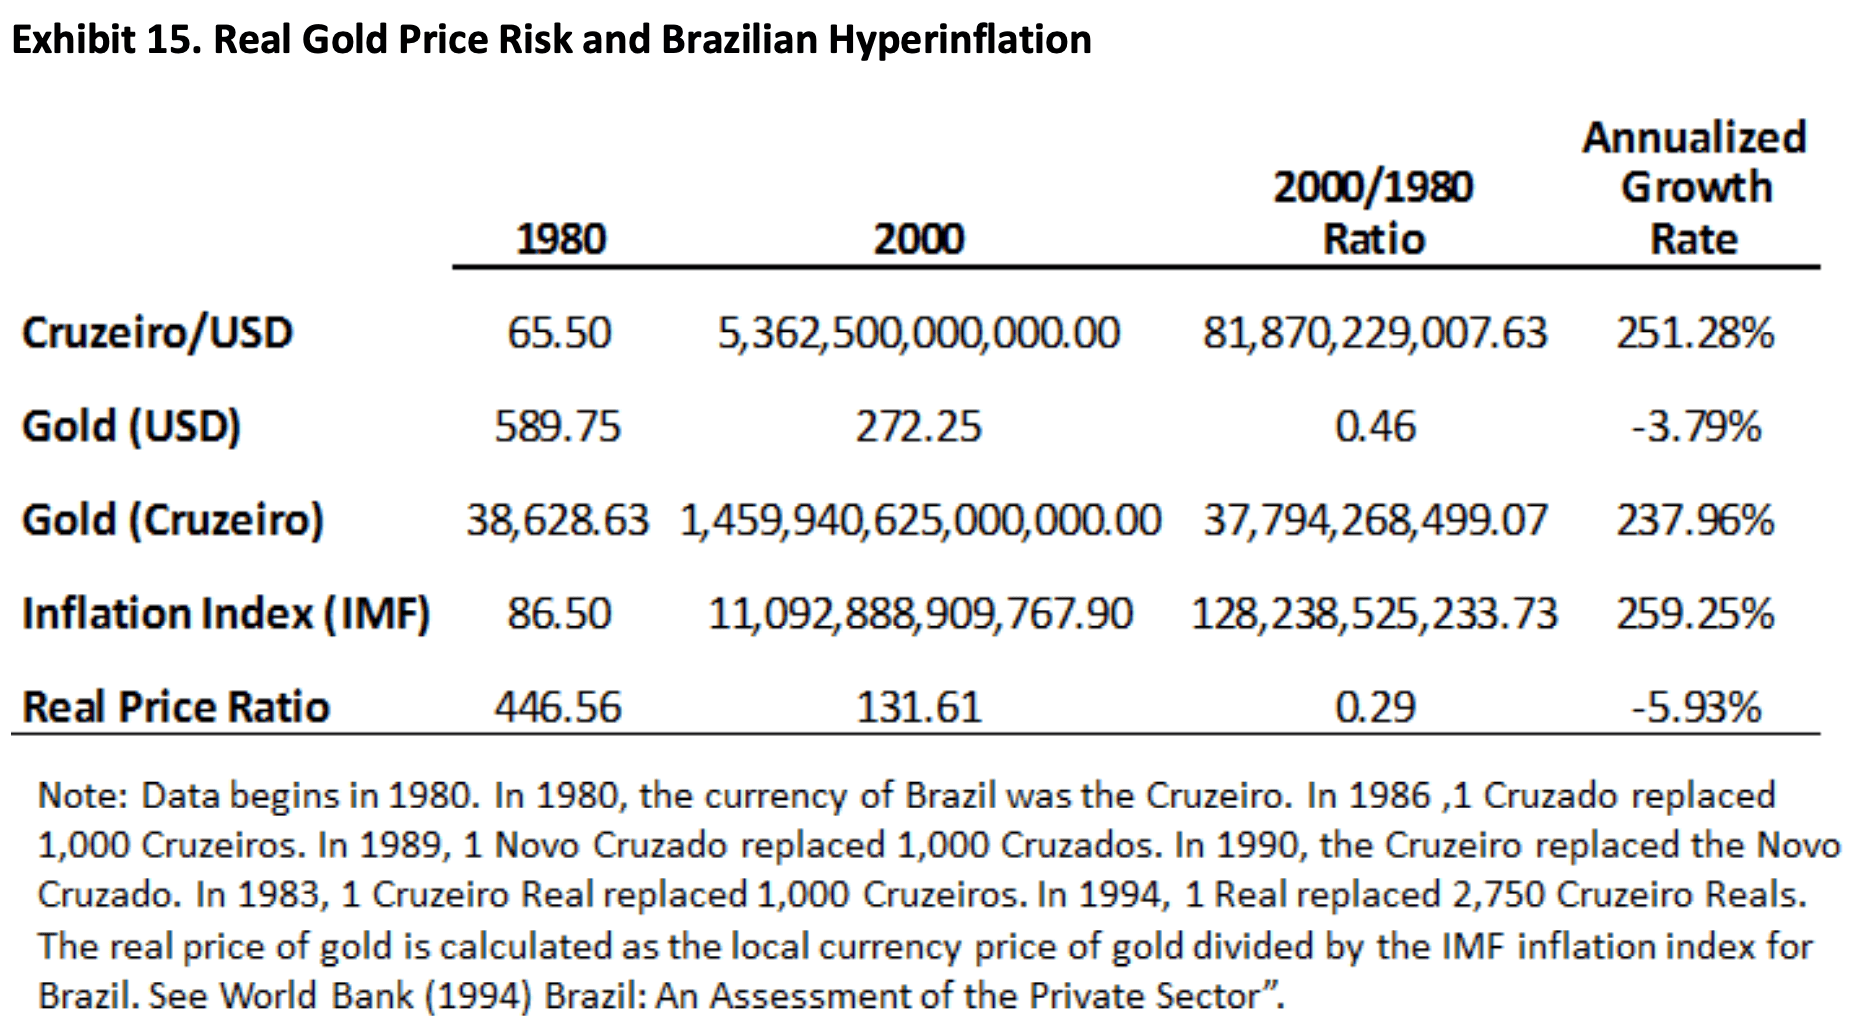 Exhibit 15. Real Gold Price Risk and Brazilian Hyperinflation
Annualized
2000/1980 Growth
1980 2000 Ratio Rate
Cruzeiro/USD 65.50 5,362,500,000,000.00 81,870,229,007.63 251.28%
Gold (USD) 589.75 272.25 0.46 -3.79%
Gold (Cruzeiro) 38,628.63 1,459,940,625,000,000.00 37,794,268,499.07 237.96%
Inflation Index (IMF) 86.50 11,092,888,909,767.90 128,238,525,233.73 259.25%
Real Price Ratio 446.56 131.61 0.29 -5.93%
Note: Data begins in 1980. In 1980, the currency of Brazil was the Cruzeiro. In 1986 ,1 Cruzado replaced
1,000 Cruzeiros. In 1989, 1 Novo Cruzado replaced 1,000 Cruzados. In 1990, the Cruzeiro replaced the Novo
Cruzado. In 1983, 1 Cruzeiro Real replaced 1,000 Cruzeiros. In 1994, 1 Real replaced 2,750 Cruzeiro Reals.
The real price of gold is calculated as the local currency price of gold divided by the IMF inflation index for
Brazil. See World Bank (1994) Brazil: An Assessment of the Private Sector”.